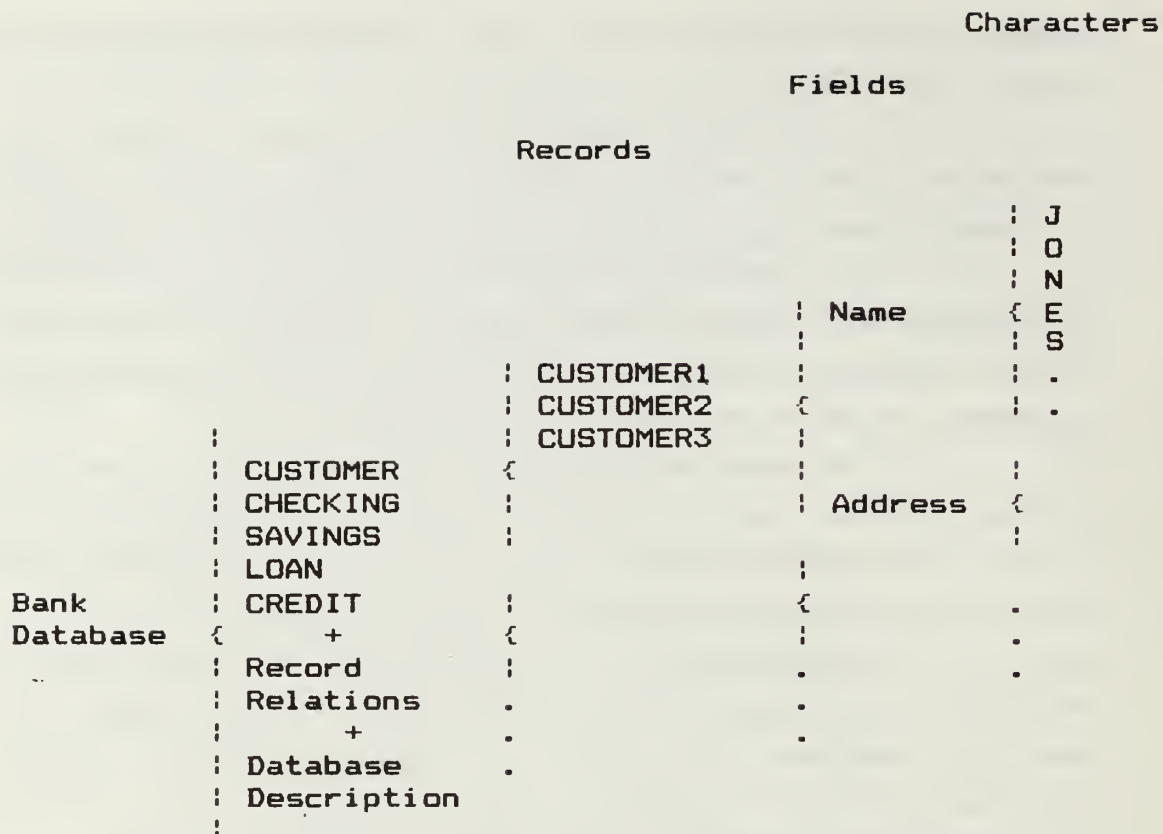 Characters
Fields
Records
¦ J
¦ O
¦ N
¦ Name { E
¦ ¦ S
¦ CUSTOMER1 ¦ ¦ .
¦ CUSTOMER2 { ¦ .
¦ ¦ CUSTOMER3 ¦
¦ CUSTOMER { ¦ ¦
¦ CHECKING ¦ ¦ Address {
¦ SAVINGS ¦ ¦
¦ LOAN ¦
Bank ¦ CREDIT ¦ { .
Database { + { ¦ .
¦ Record ¦ . .
¦ Relations . .
¦ + . .
¦ Database .
¦ Description
¦